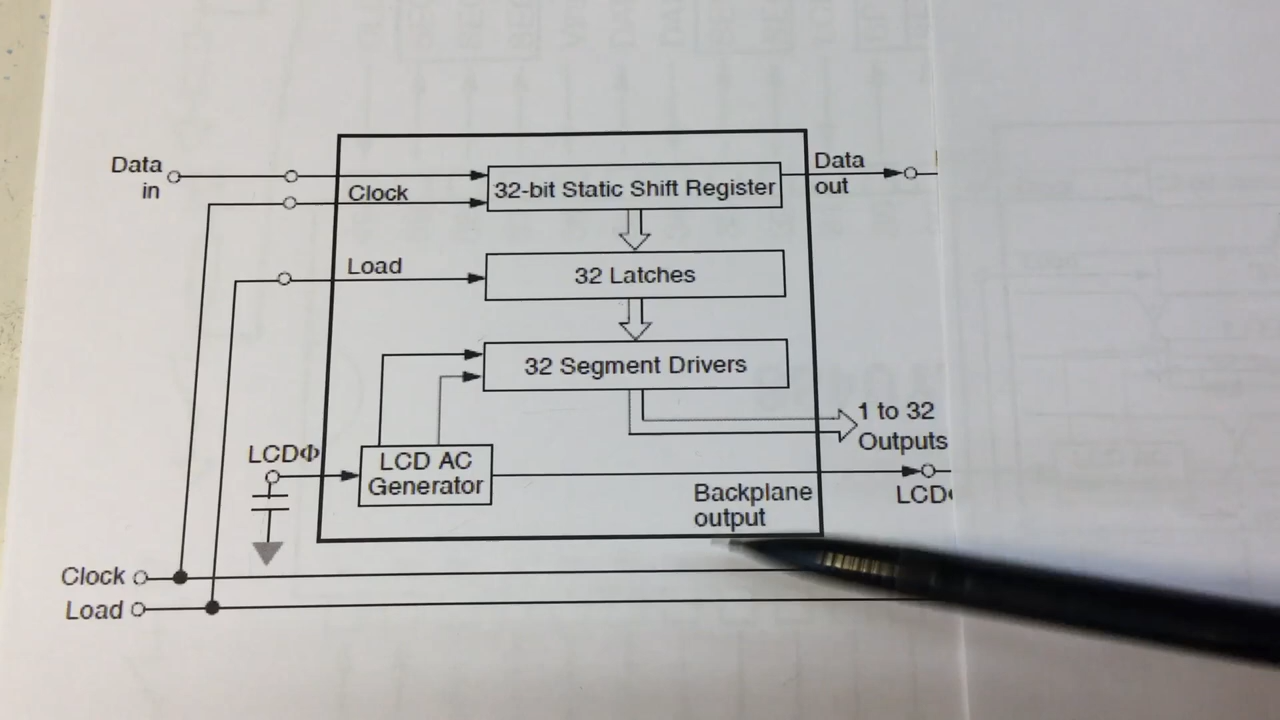 Data
in
Data
out
Clock
32-bit Static Shift Register
Load
32 Latches
32 Segment Drivers
1 to 32
Outputs
LCDΦ
LCD AC
Generator
Backplane
output
Clock
Load